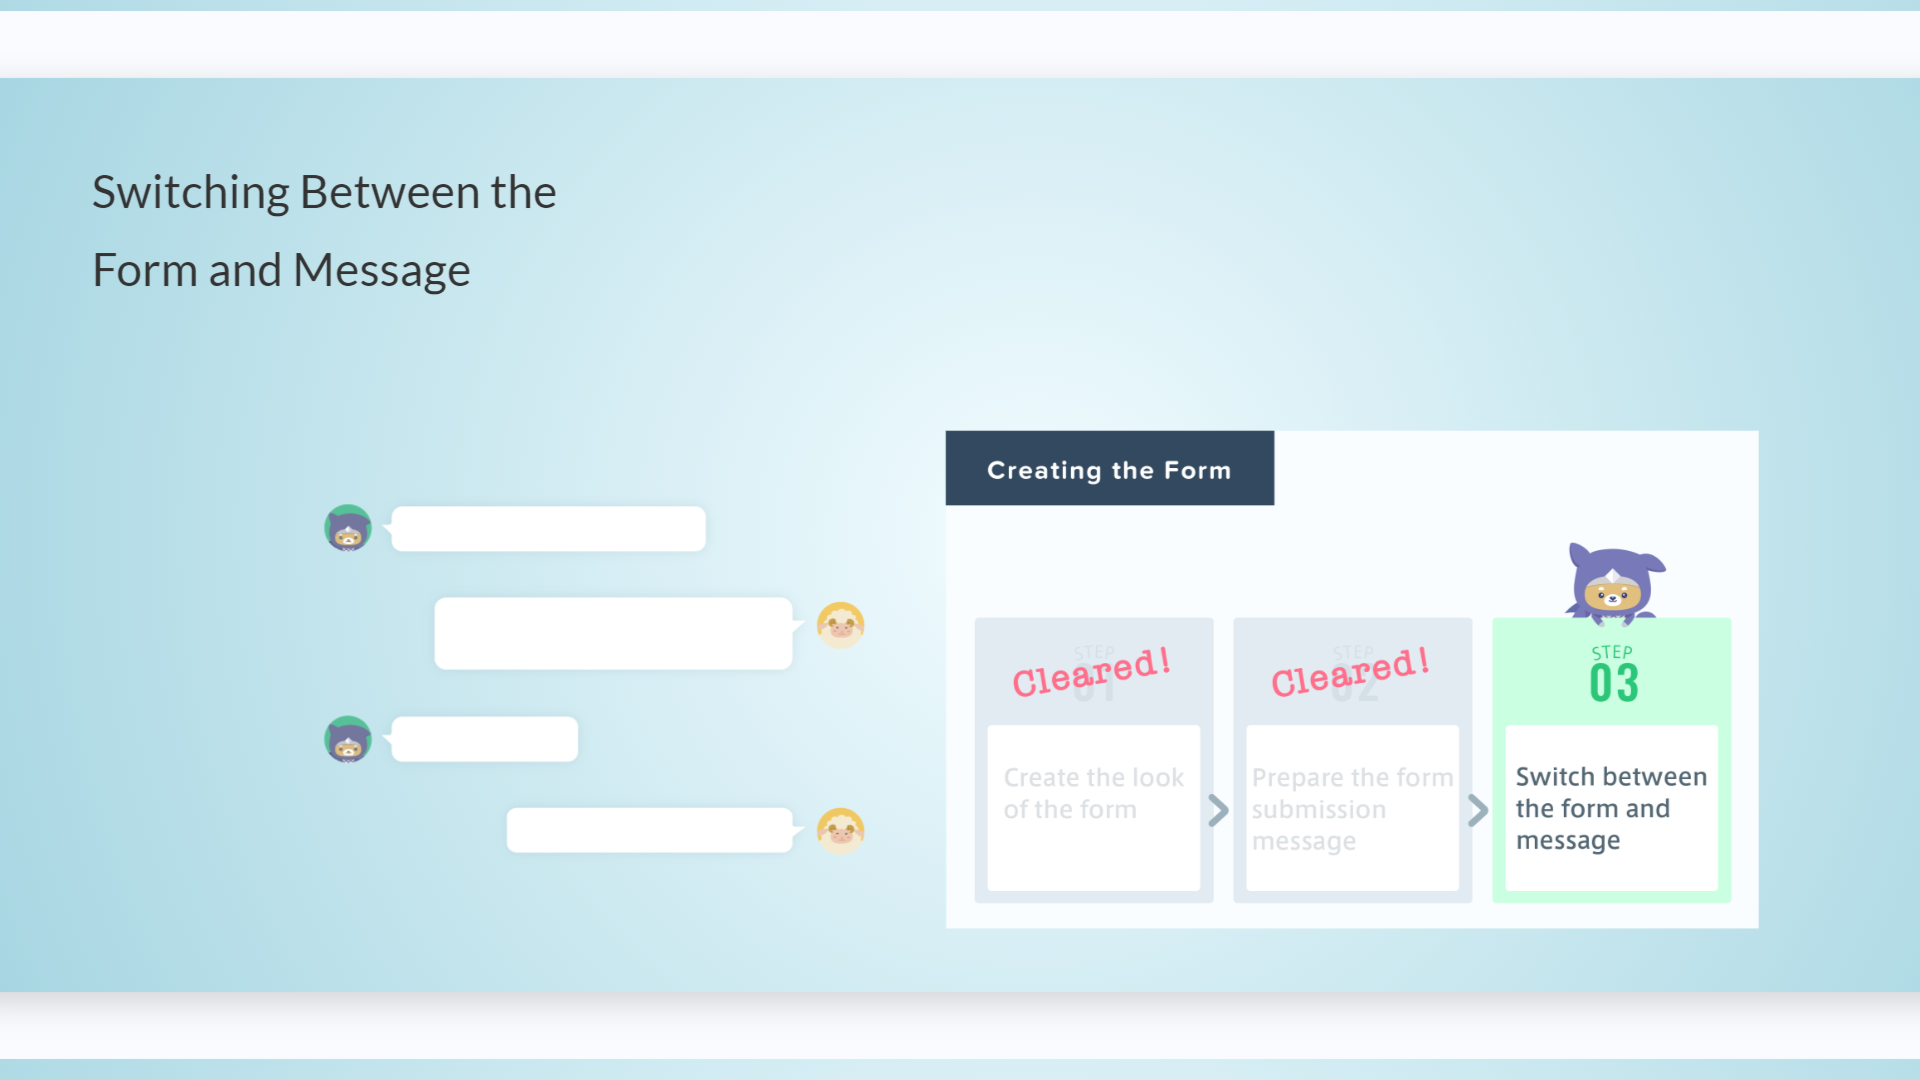 Switching Between the
Form and Message
Creating the Form
STEP
01
Cleared!
Create the look
of the form
STEP
02
Cleared!
Prepare the form
submission
message
STEP
03
Switch between
the form and
message